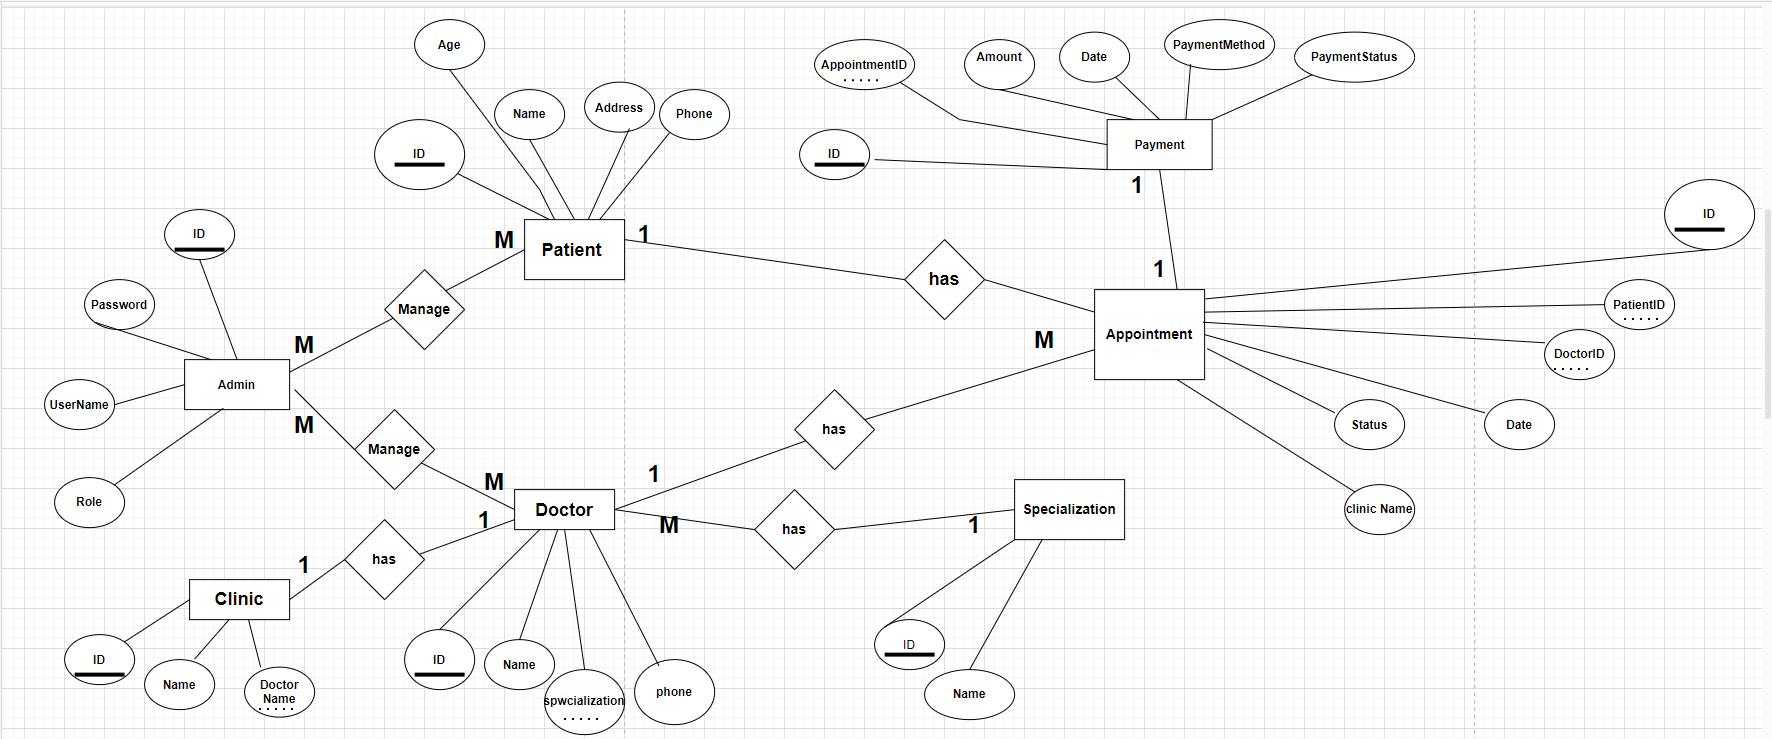 Age
AppointmentID
Amount
Date
PaymentMethod
PaymentStatus
Name
Address
Phone
ID
ID
Payment
1
ID
ID
M
Patient
1
has
1
Password
Manage
PatientID
Appointment
M
M
DoctorID
Admin
UserName
M
has
Status
Date
Manage
1
M
Role
Doctor
M
has
1
Specialization
clinic Name
1
has
1
Clinic
ID
Name
Doctor
Name
ID
Name
spwcialization
phone
ID
Name